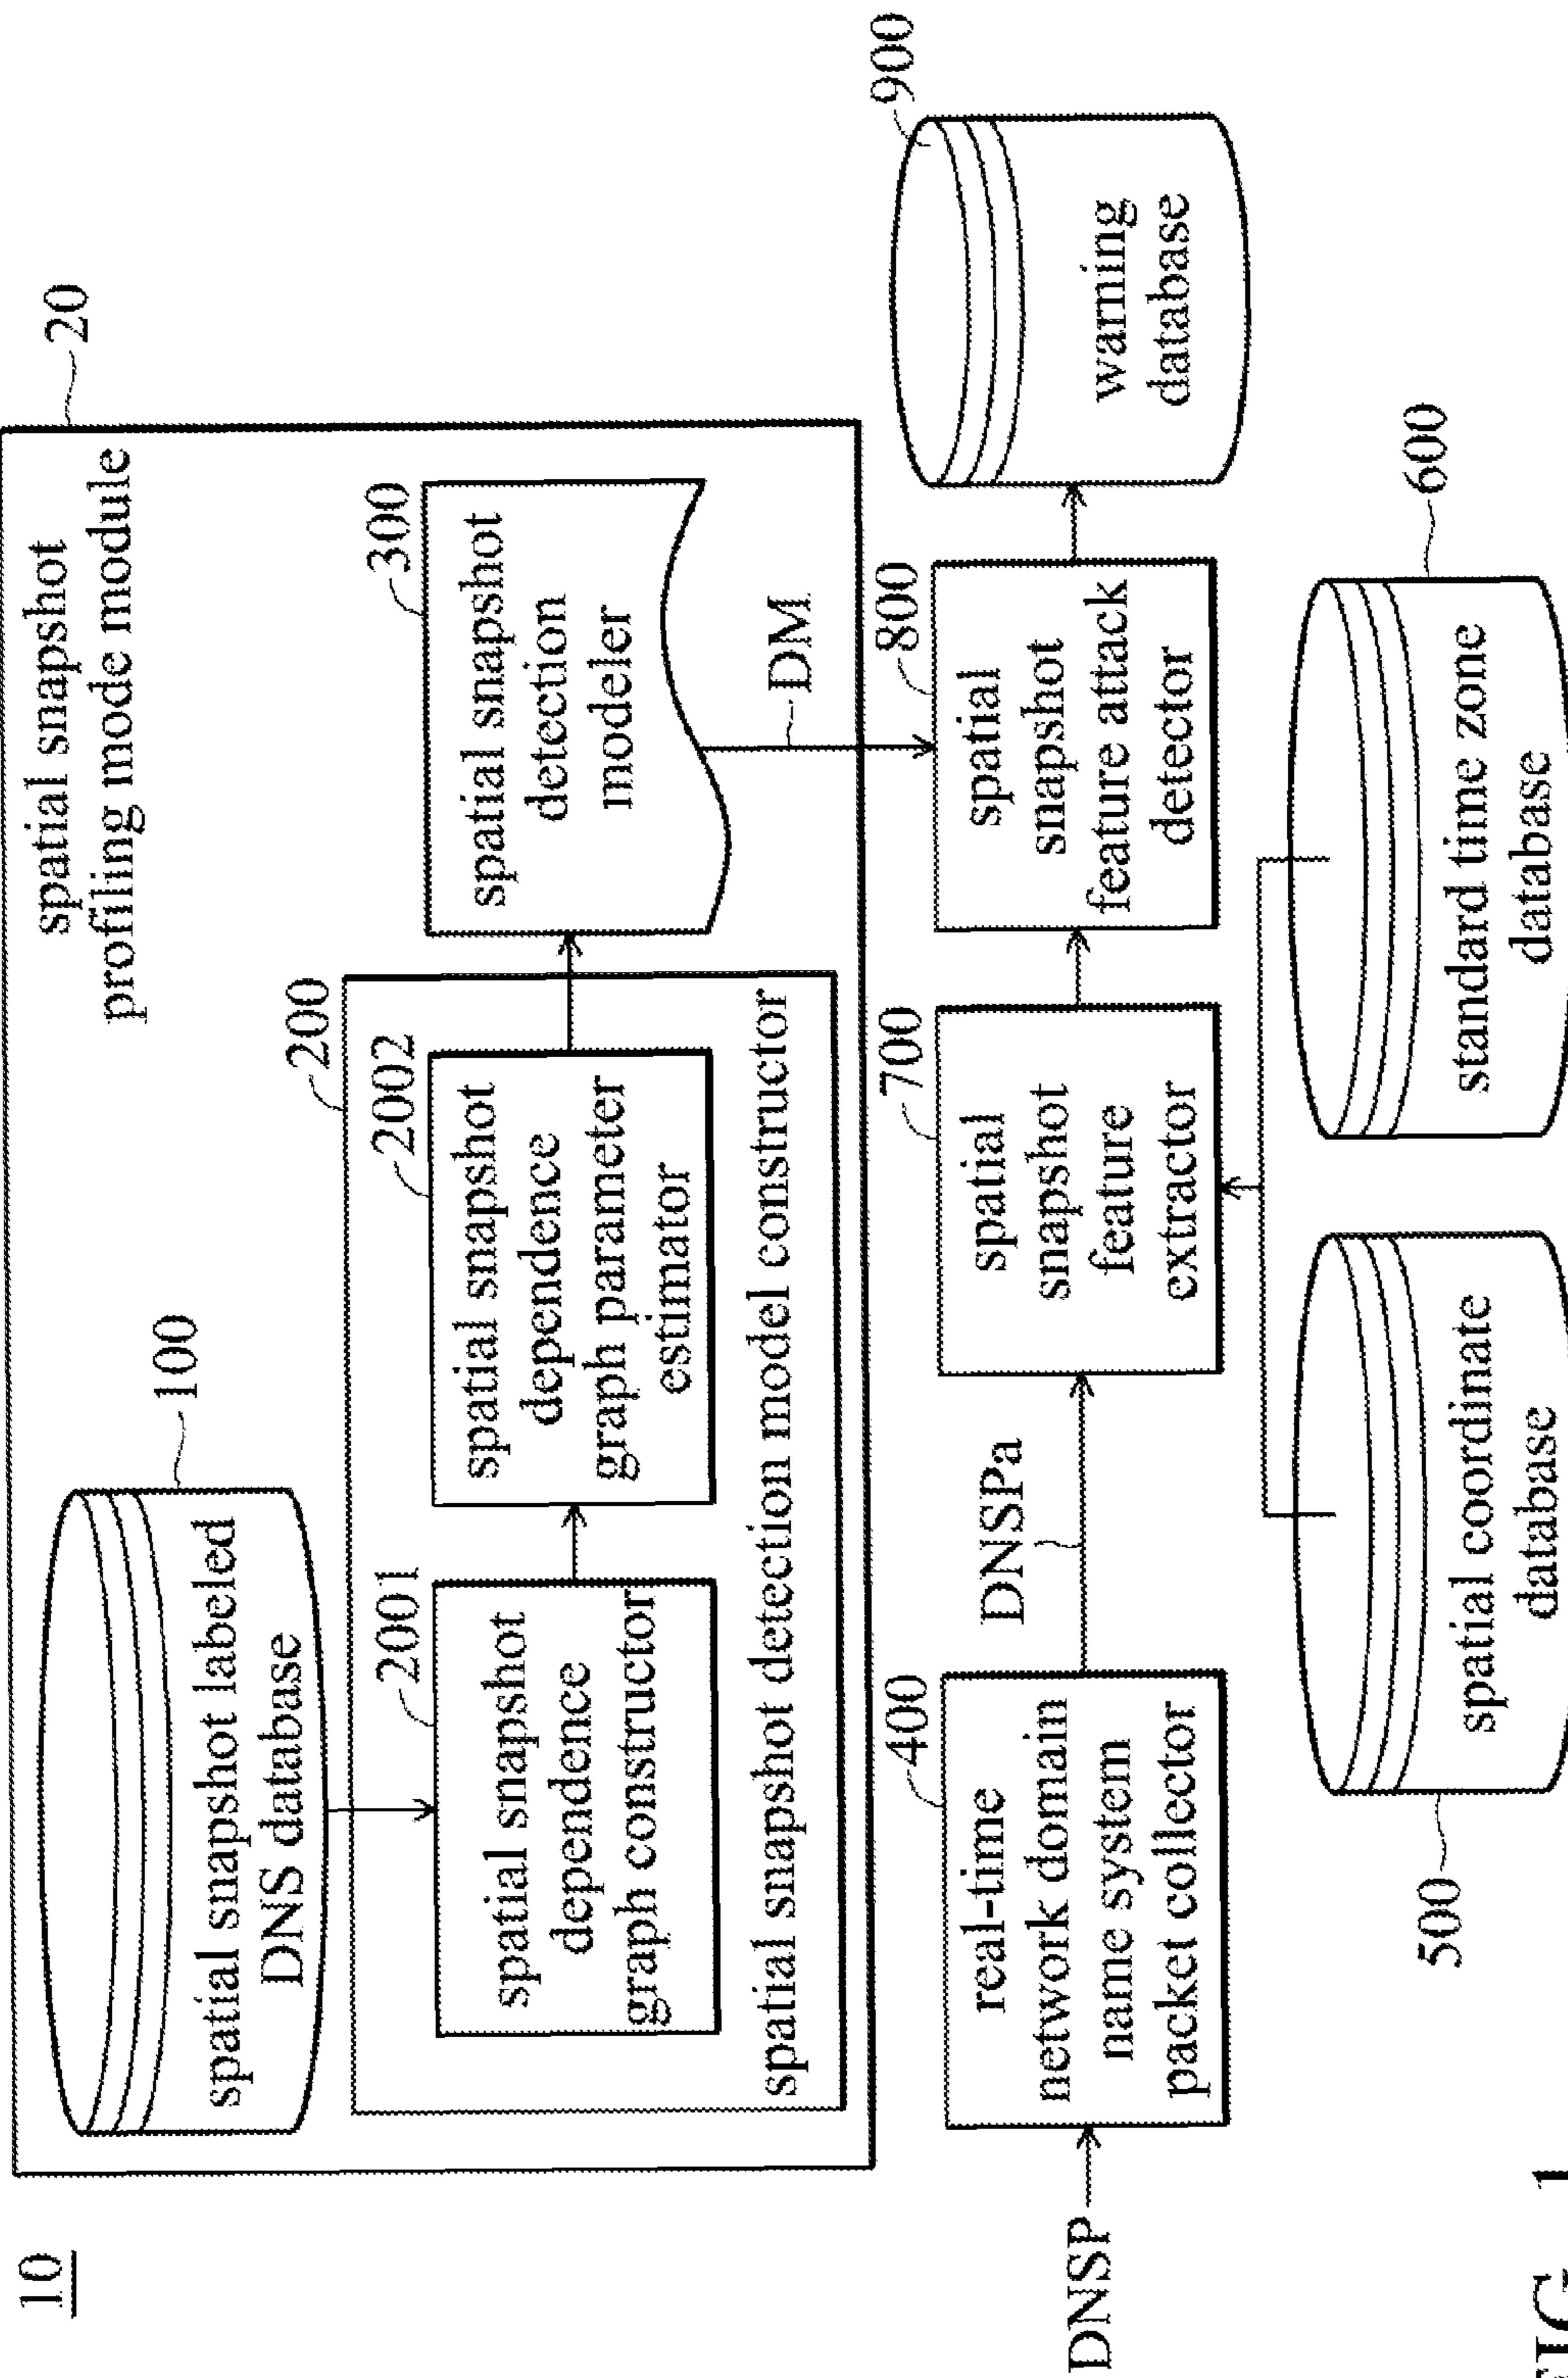 10
20
spatial snapshot
profiling mode module
100
spatial snapshot labeled
DNS database
200
2001
spatial snapshot
dependence
graph constructor
2002
spatial snapshot
dependence
graph parameter
estimator
spatial snapshot detection model constructor
300
spatial snapshot
detection
modeler
DM
DNSP
400
real-time
network domain
name system
packet collector
DNSPa
700
spatial
snapshot
feature
extractor
800
spatial
snapshot
feature attack
detector
900
warning
database
500
spatial coordinate
database
600
standard time zone
database
FIG. 1